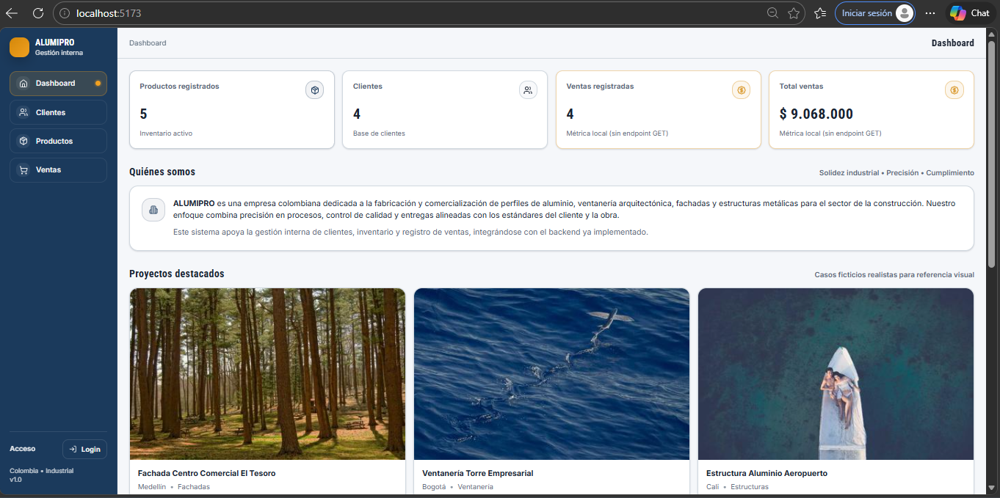 localhost:5173
Iniciar sesión
Chat
ALUMIPRO
Gestión interna
Dashboard
Clientes
Productos
Ventas
Acceso
Login
Colombia • Industrial
v1.0
Dashboard
Dashboard
Productos registrados
5
Inventario activo
Clientes
4
Base de clientes
Ventas registradas
4
Métrica local (sin endpoint GET)
Total ventas
$ 9.068.000
Métrica local (sin endpoint GET)
Quiénes somos
Solidez industrial • Precisión • Cumplimiento
ALUMIPRO es una empresa colombiana dedicada a la fabricación y comercialización de perfiles de aluminio, ventanería arquitectónica, fachadas y estructuras metálicas para el sector de la construcción. Nuestro
enfoque combina precisión en procesos, control de calidad y entregas alineadas con los estándares del cliente y la obra.
Este sistema apoya la gestión interna de clientes, inventario y registro de ventas, integrándose con el backend ya implementado.
Proyectos destacados
Casos ficticios realistas para referencia visual
Fachada Centro Comercial El Tesoro
Medellín • Fachadas
Ventanería Torre Empresarial
Bogotá • Ventanería
Estructura Aluminio Aeropuerto
Cali • Estructuras